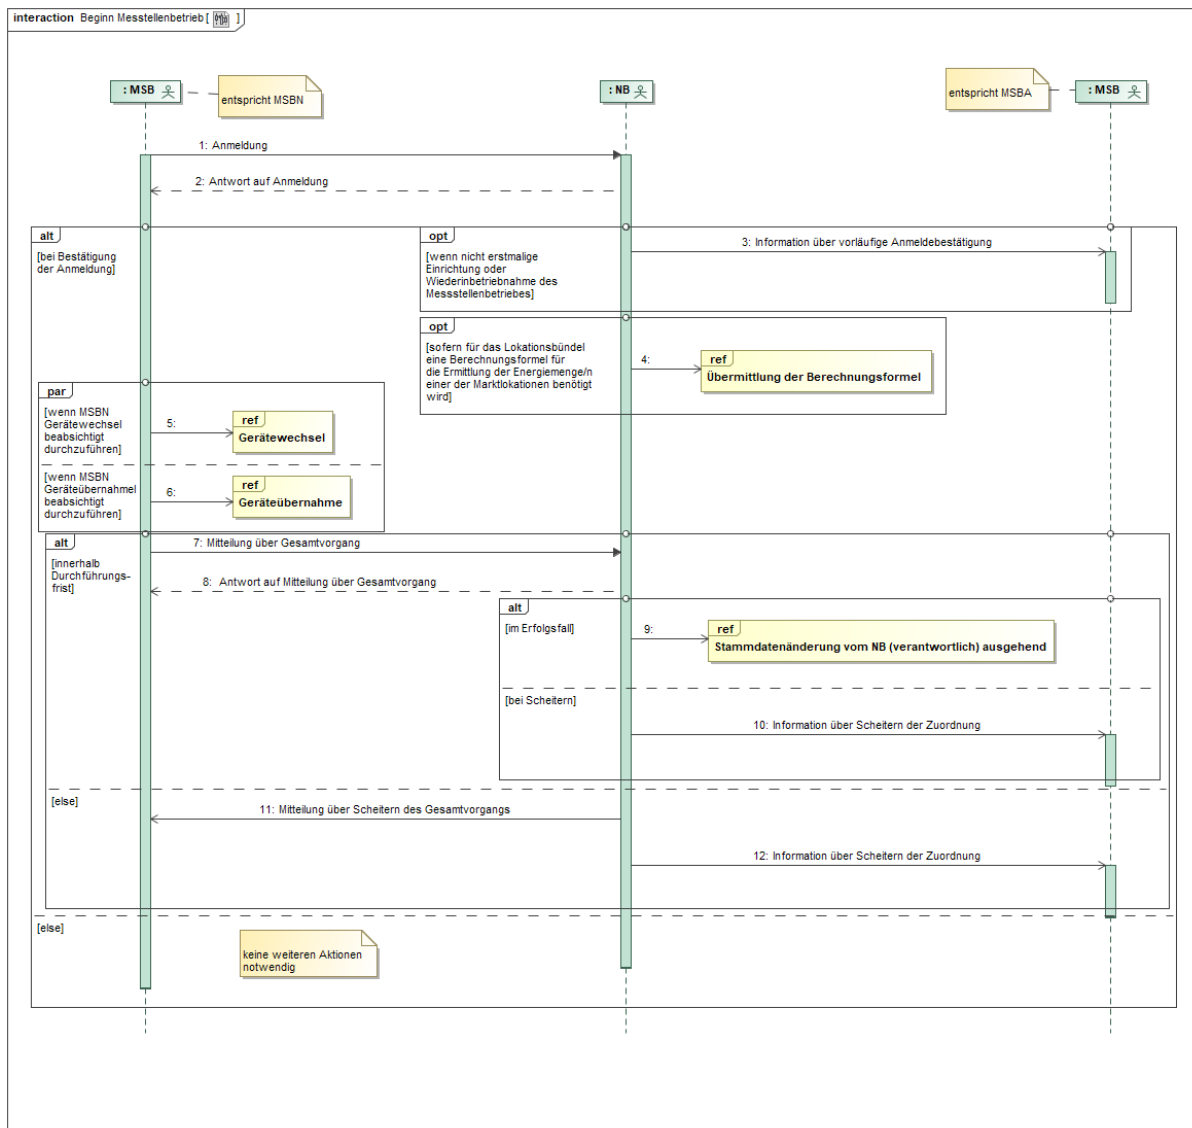 interaction Beginn Messtellenbetrieb [ ]
: MSB
entspricht MSBN
: NB
entspricht MSBA
: MSB
1: Anmeldung
2: Antwort auf Anmeldung
alt
[bei Bestätigung
der Anmeldung]
opt
[wenn nicht erstmalige
Einrichtung oder
Wiederinbetriebnahme des
Messstellenbetriebes]
3: Information über vorläufige Anmeldebestätigung
opt
[sofern für das Lokationsbündel
eine Berechnungsformel für
die Ermittlung der Energiemenge/n
einer der Marktlokationen benötigt
wird]
4:
ref
Übermittlung der Berechnungsformel
par
[wenn MSBN
Gerätewechsel
beabsichtigt
durchzuführen]
5:
ref
Gerätewechsel
[wenn MSBN
Geräteübernahmel
beabsichtigt
durchzuführen]
6:
ref
Geräteübernahme
alt
[innerhalb
Durchführungs-
frist]
7: Mitteilung über Gesamtvorgang
8: Antwort auf Mitteilung über Gesamtvorgang
alt
[im Erfolgsfall]
9:
ref
Stammdatenänderung vom NB (verantwortlich) ausgehend
[bei Scheitern]
10: Information über Scheitern der Zuordnung
[else]
11: Mitteilung über Scheitern des Gesamtvorgangs
12: Information über Scheitern der Zuordnung
[else]
keine weiteren Aktionen
notwendig